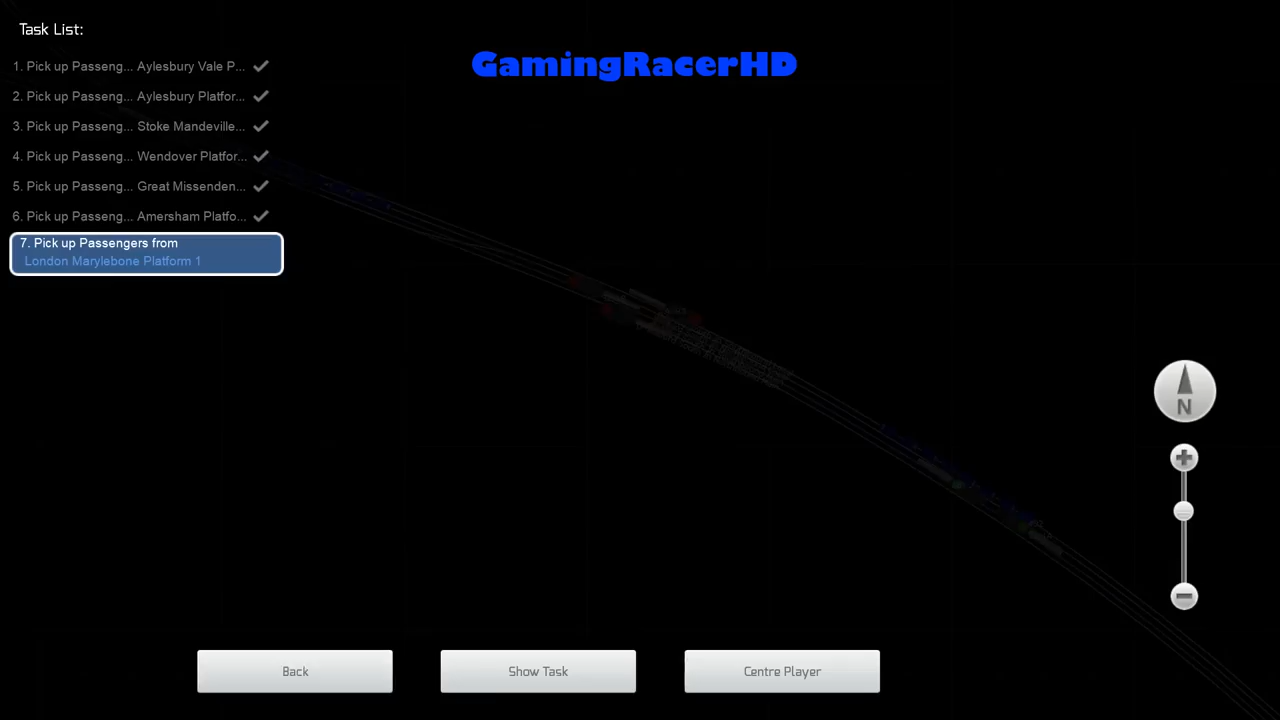 Task List:
GamingRacerHD
1. Pick up Passeng... Aylesbury Vale P...
2. Pick up Passeng... Aylesbury Platfor...
3. Pick up Passeng... Stoke Mandeville...
4. Pick up Passeng... Wendover Platfor...
5. Pick up Passeng... Great Missenden...
6. Pick up Passeng... Amersham Platfo...
7. Pick up Passengers from
London Marylebone Platform 1
N
Back
Show Task
Centre Player